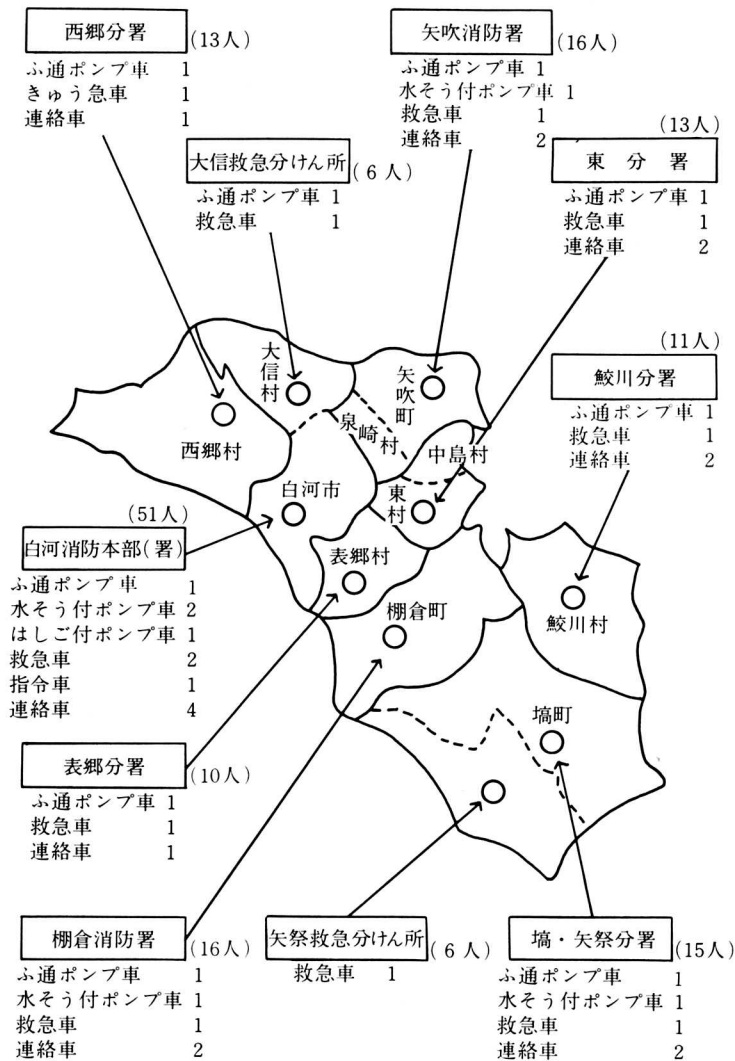 西郷分署
(13人)
ふ通ポンプ車 1
きゅう急車 1
連絡車 1
矢吹消防署
(16人)
ふ通ポンプ車 1
水そう付ポンプ車 1
救急車 1
連絡車 2
大信救急分けん所
(6人)
ふ通ポンプ車 1
救急車 1
(13人)
東分署
ふ通ポンプ車 1
救急車 1
連絡車 2
(11人)
鮫川分署
ふ通ポンプ車 1
救急車 1
連絡車 2
大信村
矢吹町
西郷村
泉崎村
中島村
白河市
東村
表郷村
棚倉町
鮫川村
塙町
(51人)
白河消防本部(署)
ふ通ポンプ車 1
水そう付ポンプ車 2
はしご付ポンプ車 1
救急車 2
指令車 1
連絡車 4
表郷分署
(10人)
ふ通ポンプ車 1
救急車 1
連絡車 1
棚倉消防署
(16人)
ふ通ポンプ車 1
水そう付ポンプ車 1
救急車 1
連絡車 2
矢祭救急分けん所
(6人)
救急車 1
塙・矢祭分署
(15人)
ふ通ポンプ車 1
水そう付ポンプ車 1
救急車 1
連絡車 2